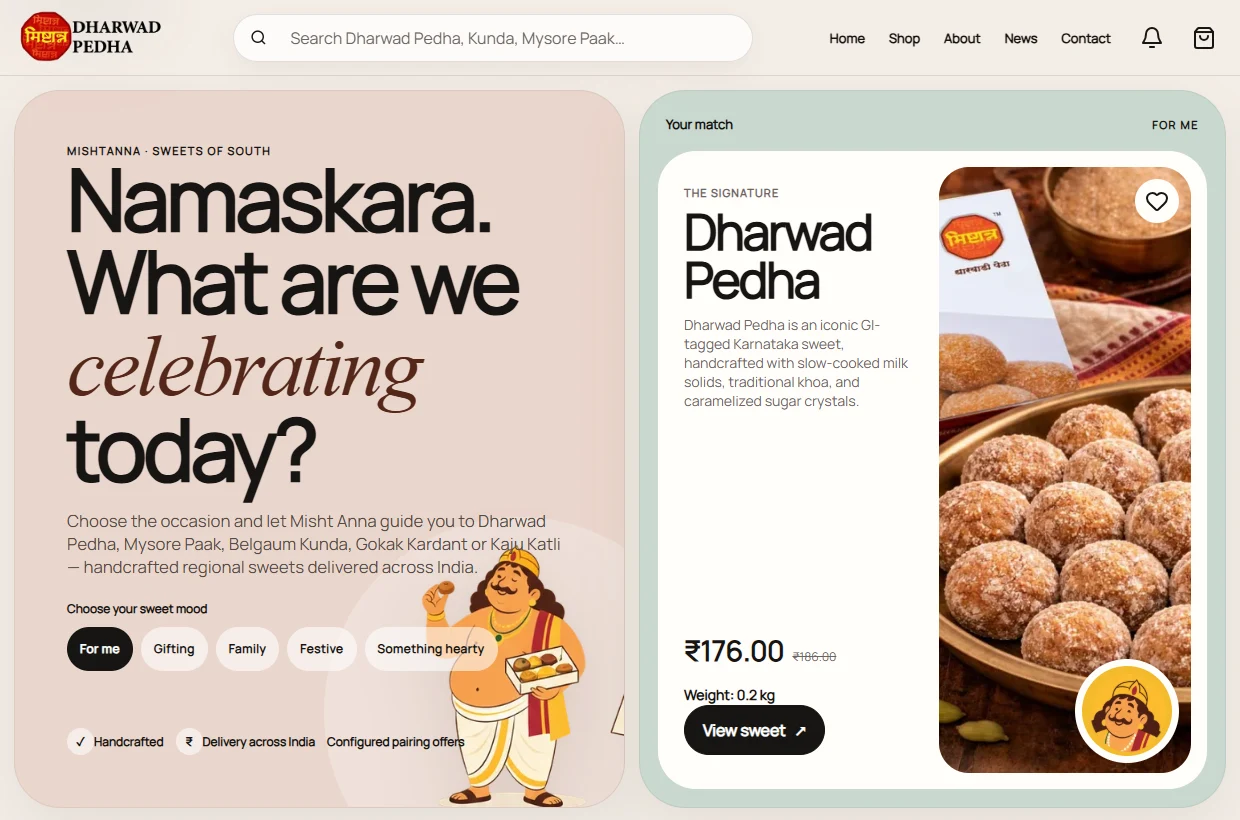 मिष्टान्न
DHARWAD
PEDHA
Search Dharwad Pedha, Kunda, Mysore Paak...
Home
Shop
About
News
Contact
MISHTANNA · SWEETS OF SOUTH
Namaskara.
What are we
celebrating
today?
Choose the occasion and let Misht Anna guide you to Dharwad
Pedha, Mysore Paak, Belgaum Kunda, Gokak Kardant or Kaju Katli
— handcrafted regional sweets delivered across India.
Choose your sweet mood
For me
Gifting
Family
Festive
Something hearty
✓ Handcrafted
₹ Delivery across India
Configured pairing offers
Your match
FOR ME
THE SIGNATURE
Dharwad
Pedha
Dharwad Pedha is an iconic GI-
tagged Karnataka sweet,
handcrafted with slow-cooked milk
solids, traditional khoa, and
caramelized sugar crystals.
₹176.00 ₹186.00
Weight: 0.2 kg
View sweet ↗
TM
मिष्टान्न